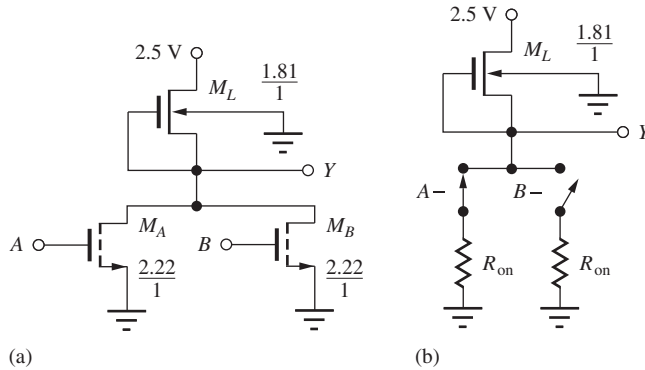 2.5 V
M_L
1.81
1
Y
A
M_A
2.22
1
B
M_B
2.22
1
(a)
2.5 V
M_L
1.81
1
Y
A–
B–
R_on
R_on
(b)